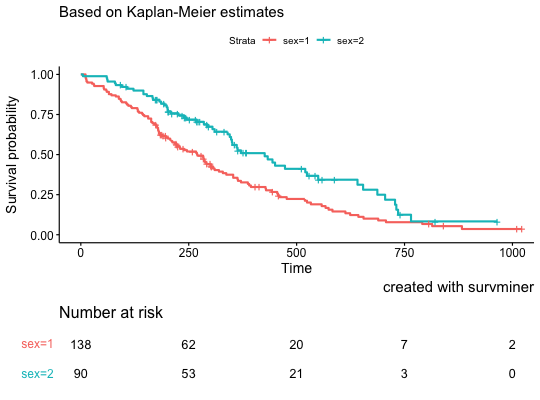 Based on Kaplan-Meier estimates
Strata sex=1 sex=2
Survival probability
1.00
0.75
0.50
0.25
0.00
0 250 500 750 1000
Time
created with survminer
Number at risk
sex=1 138 62 20 7 2
sex=2 90 53 21 3 0